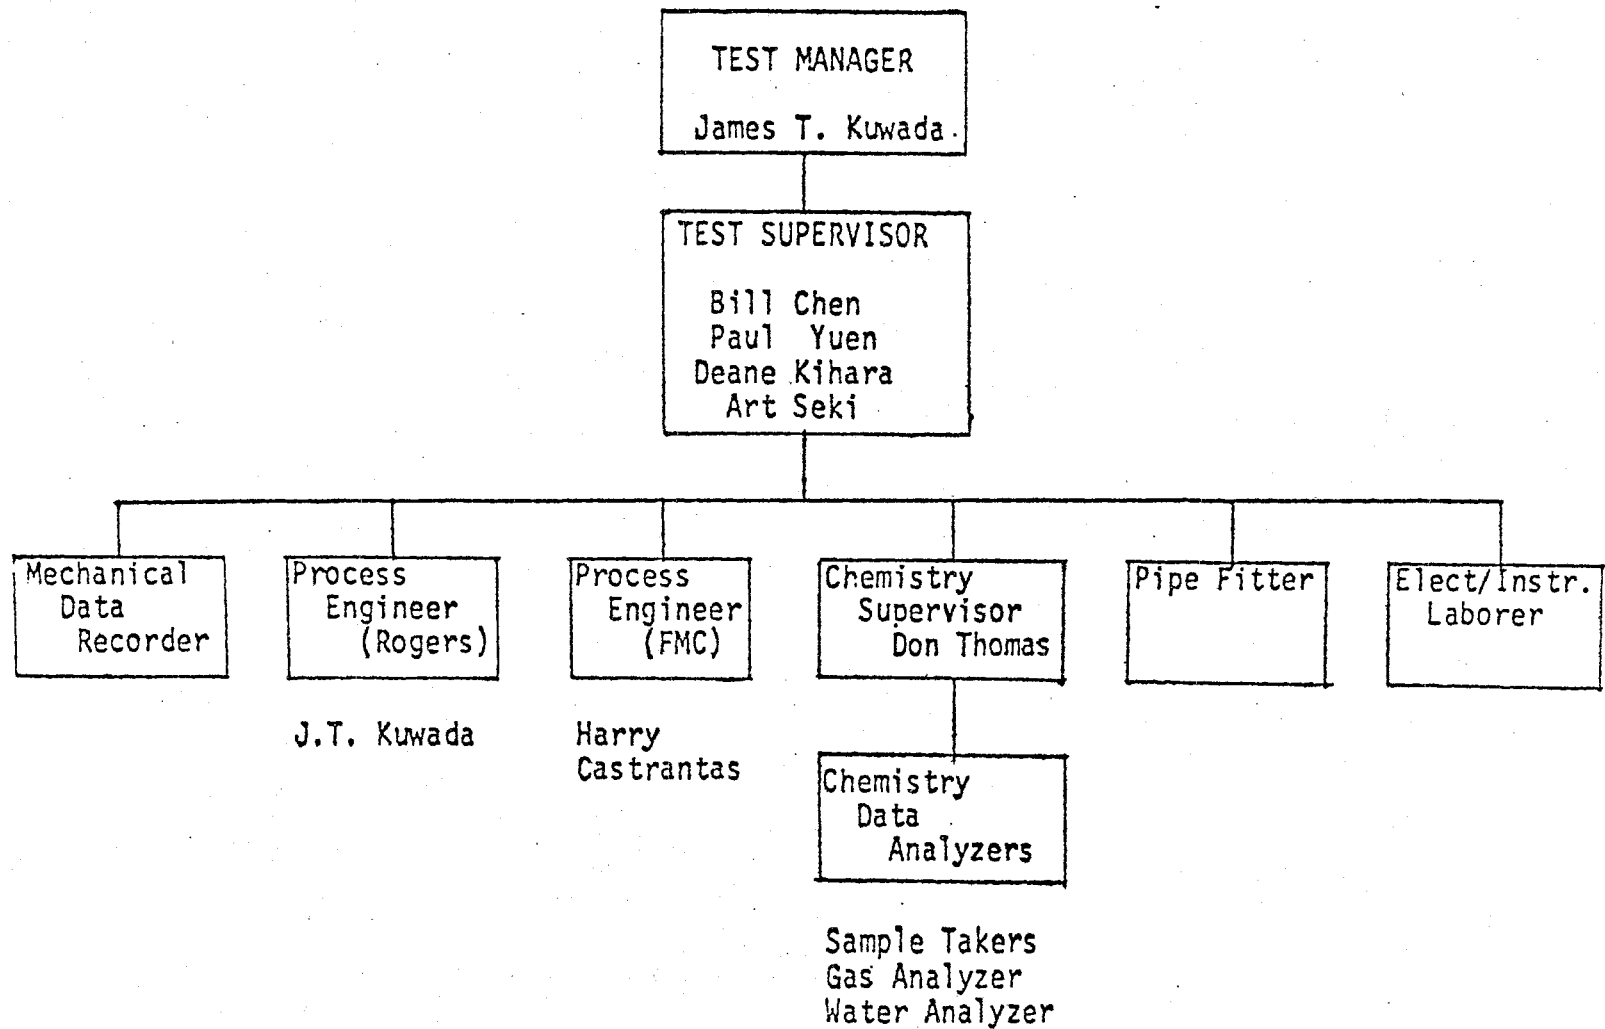 TEST MANAGER
James T. Kuwada
TEST SUPERVISOR
Bill Chen
Paul Yuen
Deane Kihara
Art Seki
Mechanical
Data
Recorder
Process
Engineer
(Rogers)
J.T. Kuwada
Process
Engineer
(FMC)
Harry
Castrantas
Chemistry
Supervisor
Don Thomas
Chemistry
Data
Analyzers
Sample Takers
Gas Analyzer
Water Analyzer
Pipe Fitter
Elect/Instr.
Laborer